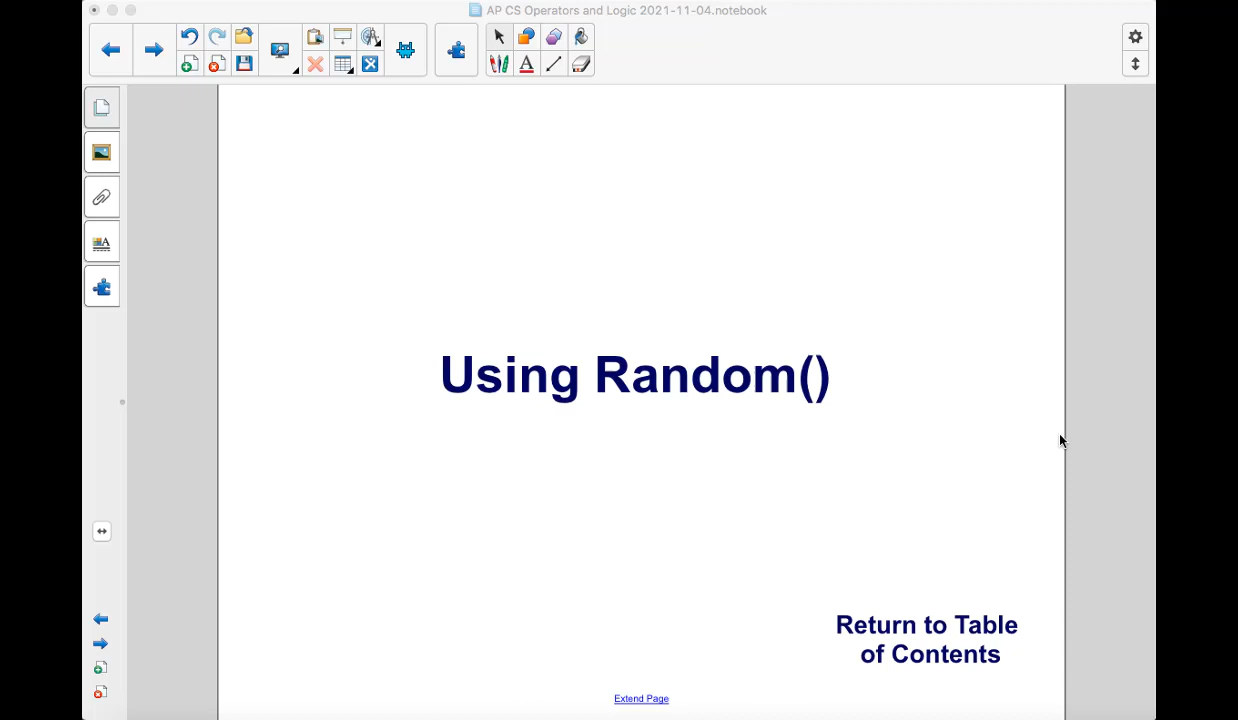 AP CS Operators and Logic 2021-11-04.notebook
Using Random()
Return to Table
of Contents
Extend Page